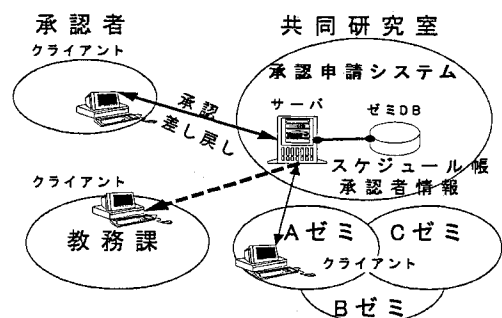 承認者
クライアント
承認
差し戻し
共同研究室
承認申請システム
サーバ
ゼミDB
スケジュール帳
承認者情報
クライアント
教務課
Aゼミ
Cゼミ
クライアント
Bゼミ